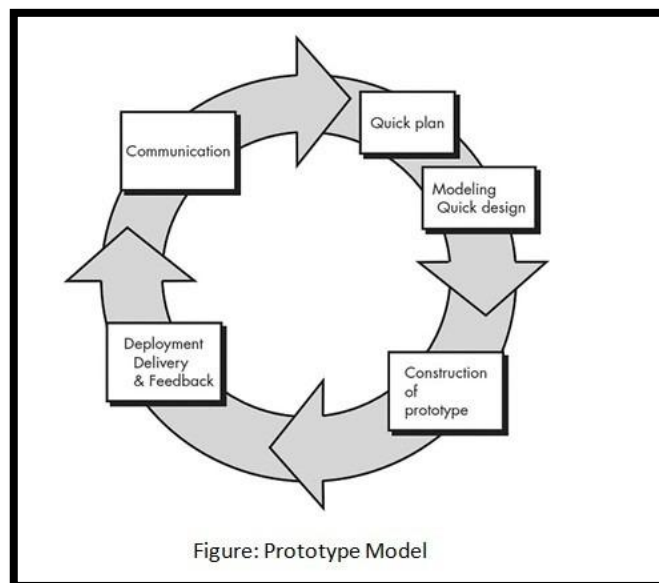 Communication
Quick plan
Modeling
Quick design
Construction
of
prototype
Deployment
Delivery
& Feedback
Figure: Prototype Model